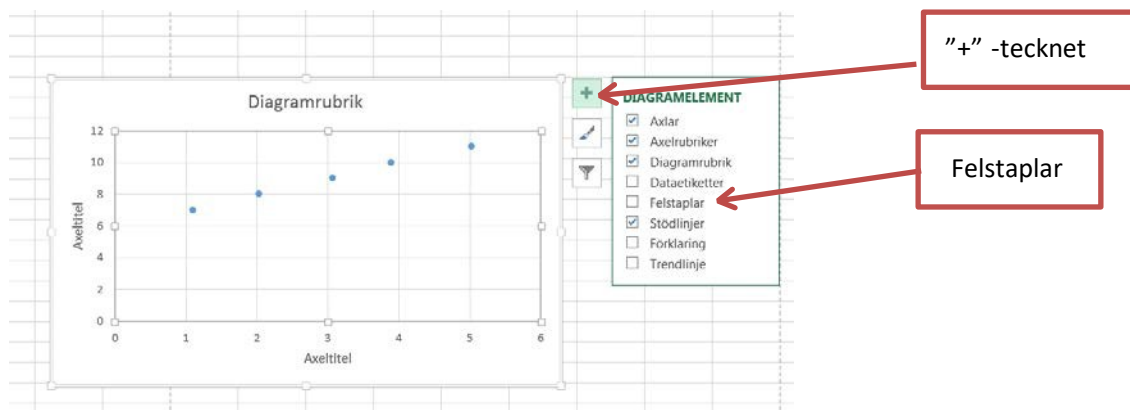 ”+” -tecknet
Felstaplar
Diagramrubrik
12
10
8
6
4
2
0
0 1 2 3 4 5 6
Axeltitel
Axeltitel
DIAGRAMELEMENT
Axlar
Axelrubriker
Diagramrubrik
Dataetiketter
Felstaplar
Stödlinjer
Förklaring
Trendlinje